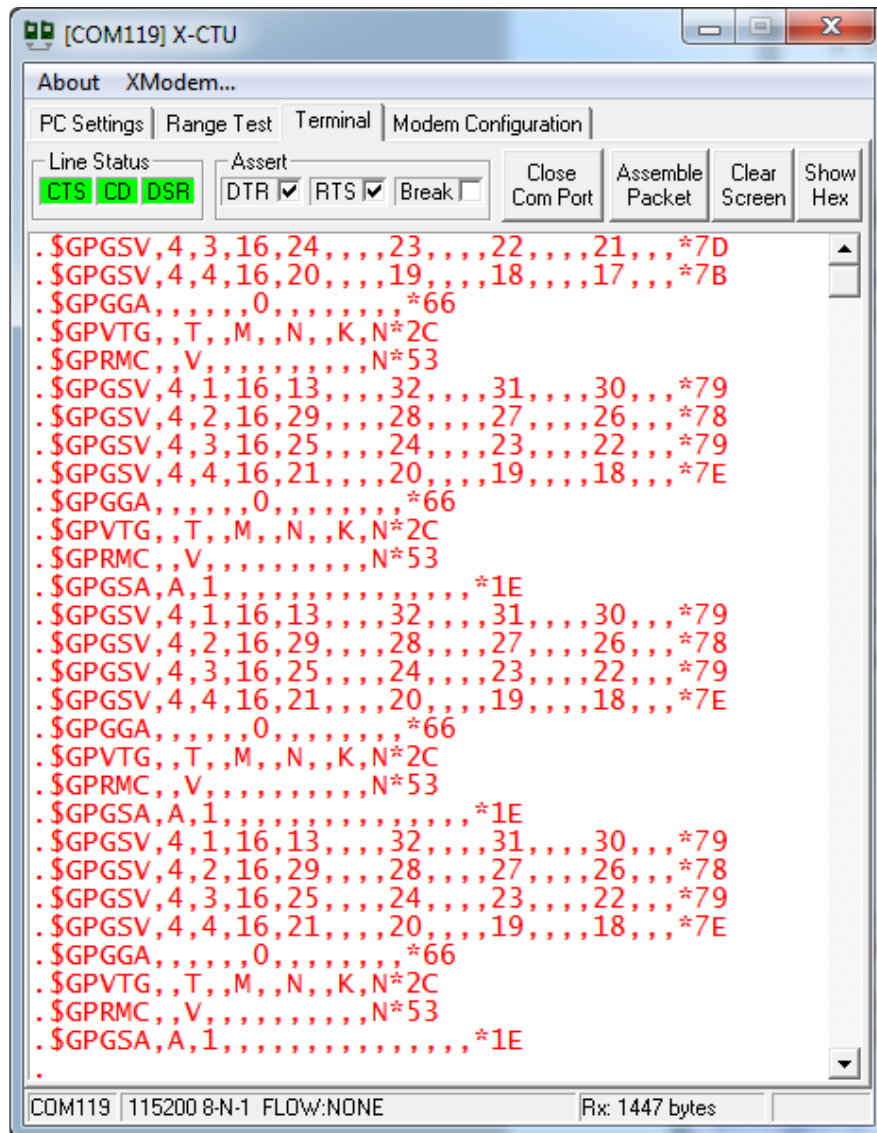 [COM119] X-CTU
About XModem...
PC Settings Range Test Terminal Modem Configuration
Line Status Assert
CTS CD DSR DTR RTS Break Close Com Port Assemble Packet Clear Screen Show Hex
.$GPGSV,4,3,16,24,,,,23,,,,22,,,,21,,,*7D
.$GPGSV,4,4,16,20,,,,19,,,,18,,,,17,,,*7B
.$GPGGA,,,,,,0,,,,,,,,*66
.$GPVTG,,T,,M,,N,,K,N*2C
.$GPRMC,,V,,,,,,,,,,N*53
.$GPGSV,4,1,16,13,,,,32,,,,31,,,,30,,,*79
.$GPGSV,4,2,16,29,,,,28,,,,27,,,,26,,,*78
.$GPGSV,4,3,16,25,,,,24,,,,23,,,,22,,,*79
.$GPGSV,4,4,16,21,,,,20,,,,19,,,,18,,,*7E
.$GPGGA,,,,,,0,,,,,,,,*66
.$GPVTG,,T,,M,,N,,K,N*2C
.$GPRMC,,V,,,,,,,,,,N*53
.$GPGSA,A,1,,,,,,,,,,,,,,,*1E
.$GPGSV,4,1,16,13,,,,32,,,,31,,,,30,,,*79
.$GPGSV,4,2,16,29,,,,28,,,,27,,,,26,,,*78
.$GPGSV,4,3,16,25,,,,24,,,,23,,,,22,,,*79
.$GPGSV,4,4,16,21,,,,20,,,,19,,,,18,,,*7E
.$GPGGA,,,,,,0,,,,,,,,*66
.$GPVTG,,T,,M,,N,,K,N*2C
.$GPRMC,,V,,,,,,,,,,N*53
.$GPGSA,A,1,,,,,,,,,,,,,,,*1E
.$GPGSV,4,1,16,13,,,,32,,,,31,,,,30,,,*79
.$GPGSV,4,2,16,29,,,,28,,,,27,,,,26,,,*78
.$GPGSV,4,3,16,25,,,,24,,,,23,,,,22,,,*79
.$GPGSV,4,4,16,21,,,,20,,,,19,,,,18,,,*7E
.$GPGGA,,,,,,0,,,,,,,,*66
.$GPVTG,,T,,M,,N,,K,N*2C
.$GPRMC,,V,,,,,,,,,,N*53
.$GPGSA,A,1,,,,,,,,,,,,,,,*1E
.
COM119 115200 8-N-1 FLOW:NONE Rx: 1447 bytes